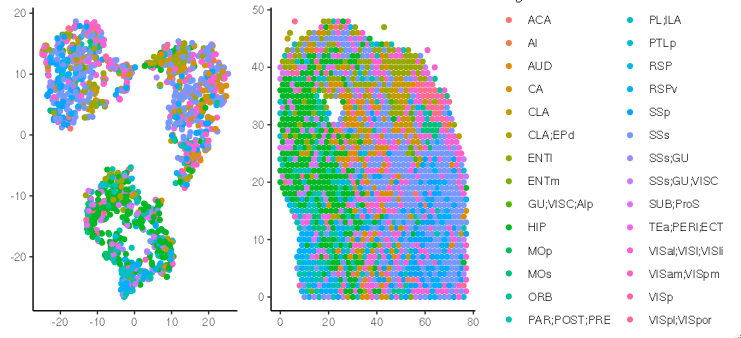 20
10
0
-10
-20
-20
-10
0
10
20
50
40
30
20
10
0
0
20
40
60
80
ACA
AI
AUD
CA
CLA
CLA;EPd
ENTl
ENTm
GU;VISC;AIp
HIP
MOp
MOs
ORB
PAR;POST;PRE
PL;ILA
PTLp
RSP
RSPv
SSp
SSs
SSs;GU
SSs;GU;VISC
SUB;ProS
TEa;PERI;ECT
VISal;VISl;VISli
VISam;VISpm
VISp
VISpl;VISpor